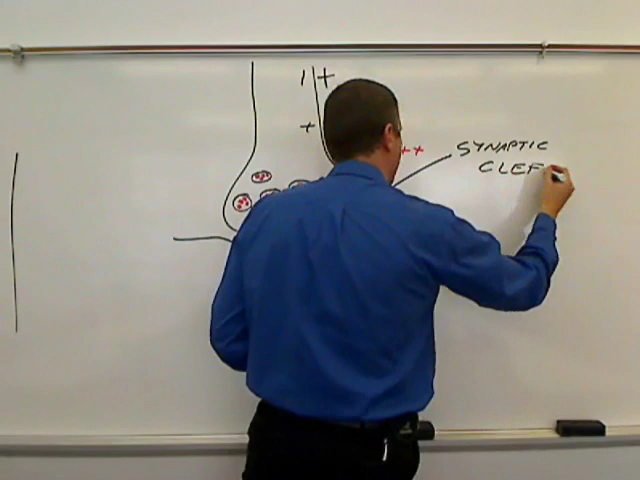 +
+
++
SYNAPTIC
CLEF